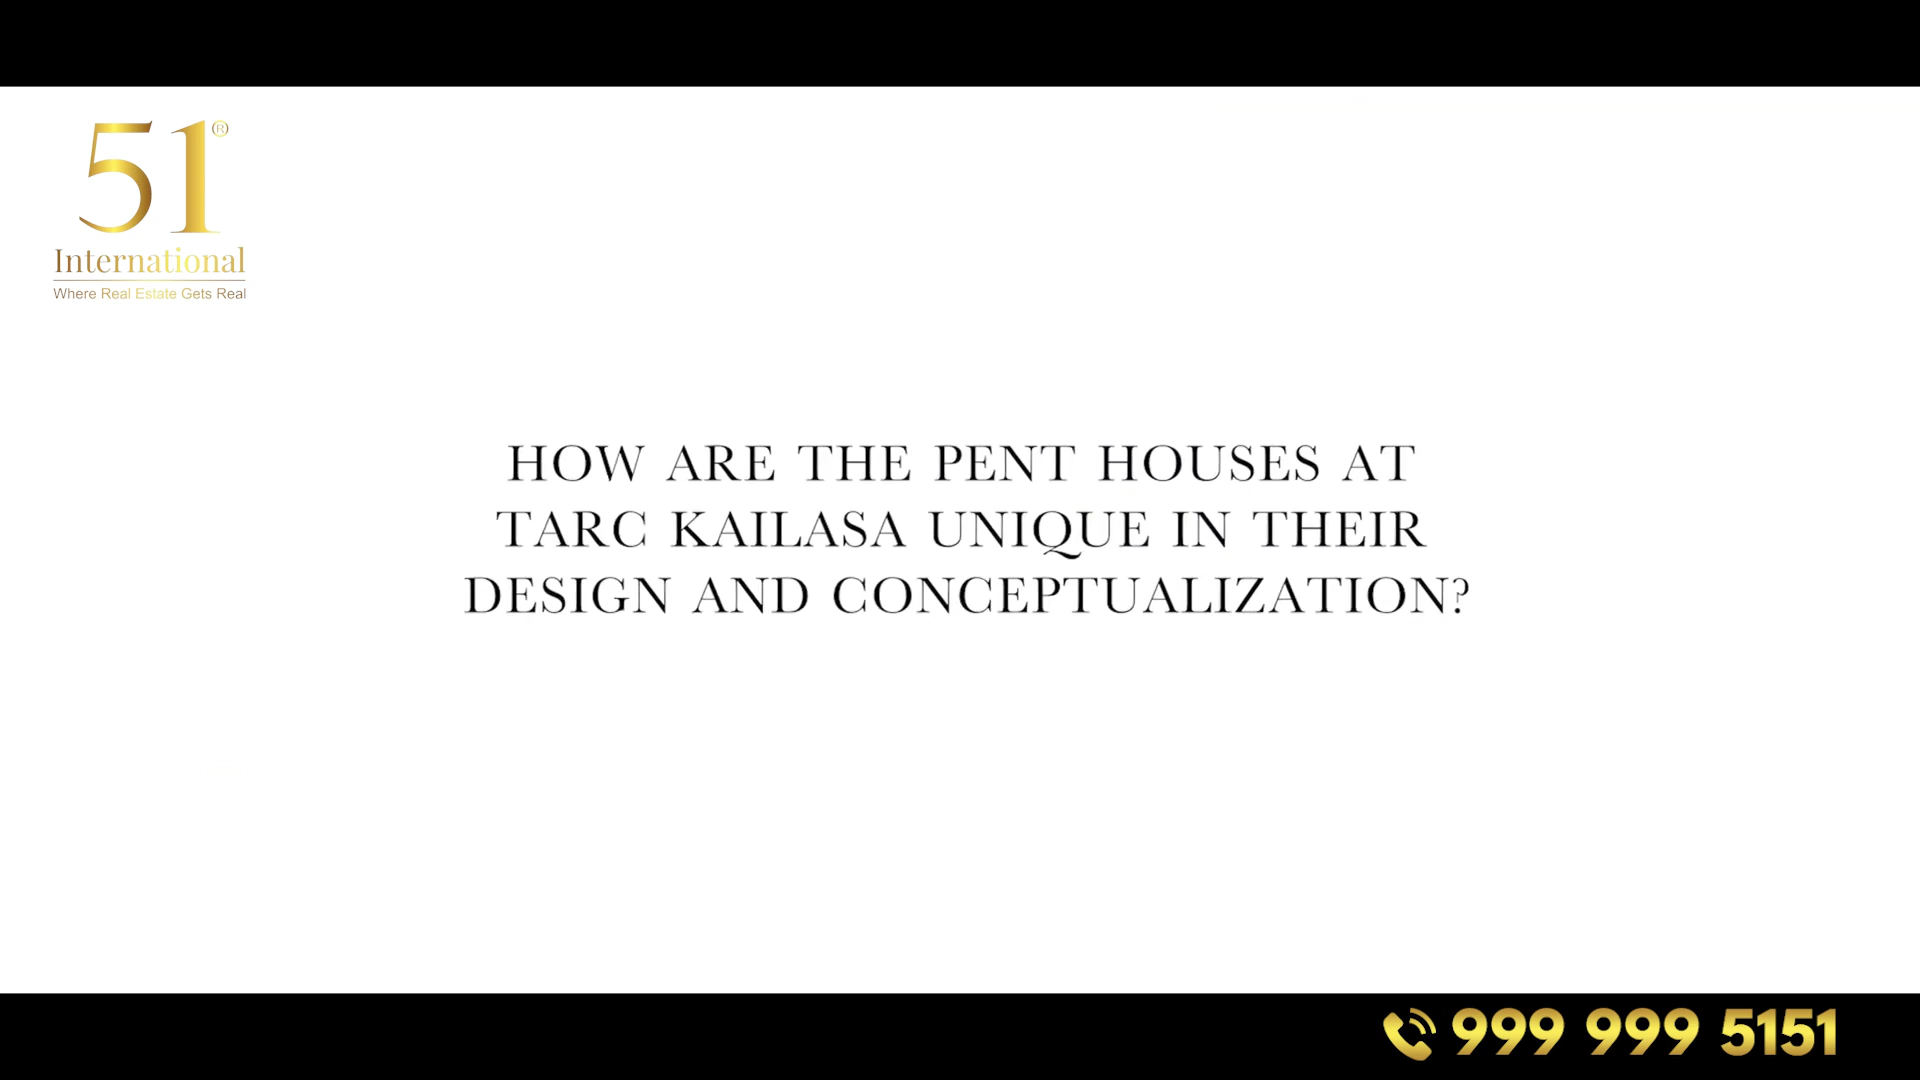 51®
International
Where Real Estate Gets Real
HOW ARE THE PENT HOUSES AT
TARC KAILASA UNIQUE IN THEIR
DESIGN AND CONCEPTUALIZATION?
999 999 5151